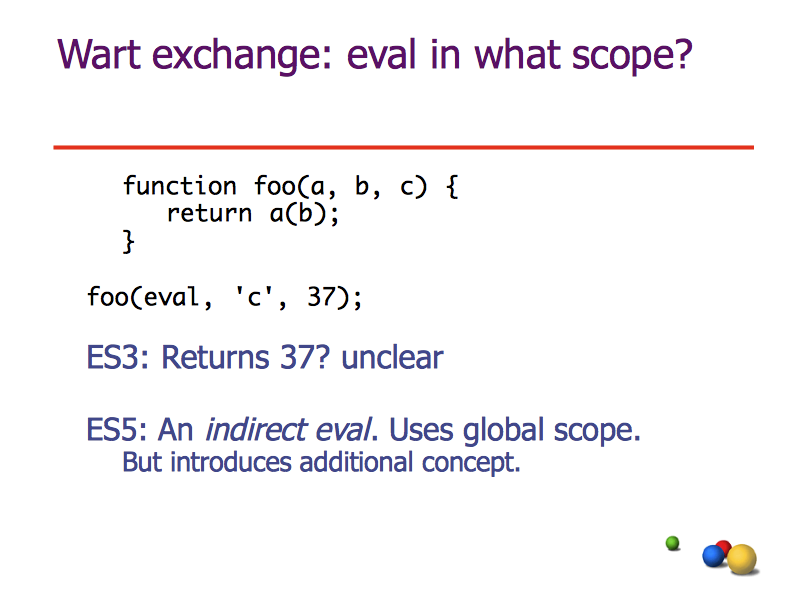 Wart exchange: eval in what scope?
function foo(a, b, c) {
return a(b);
}
foo(eval, 'c', 37);
ES3: Returns 37? unclear
ES5: An indirect eval. Uses global scope.
But introduces additional concept.